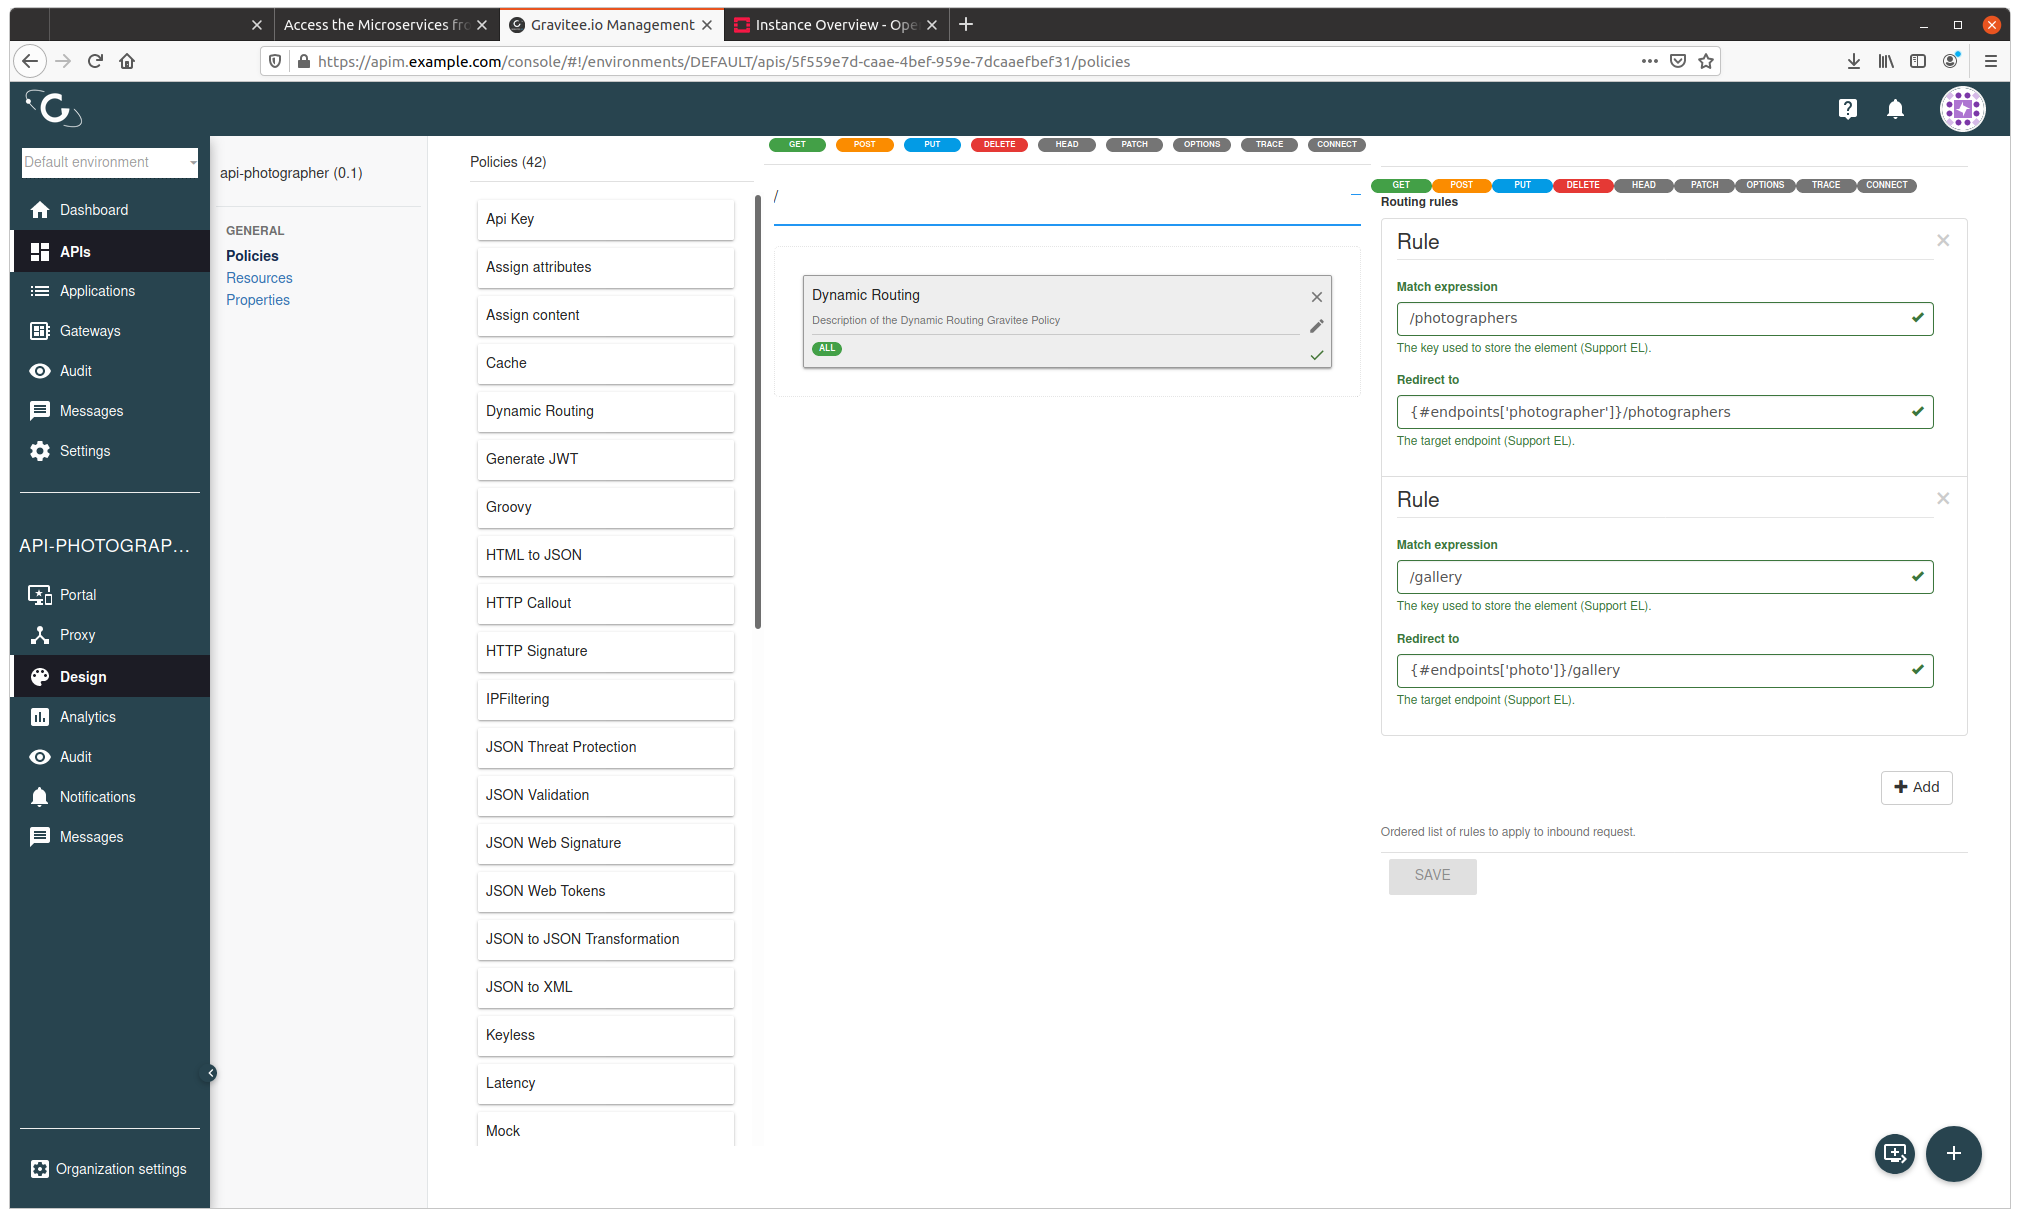 Access the Microservices fro
Gravitee.io Management
Instance Overview - Ope
https://apim.example.com/console/#!/environments/DEFAULT/apis/5f559e7d-caae-4bef-959e-7dcaaefbef31/policies
Default environment
Dashboard
APIs
Applications
Gateways
Audit
Messages
Settings
API-PHOTOGRAP...
Portal
Proxy
Design
Analytics
Audit
Notifications
Messages
Organization settings
api-photographer (0.1)
GENERAL
Policies
Resources
Properties
Policies (42)
Api Key
Assign attributes
Assign content
Cache
Dynamic Routing
Generate JWT
Groovy
HTML to JSON
HTTP Callout
HTTP Signature
IPFiltering
JSON Threat Protection
JSON Validation
JSON Web Signature
JSON Web Tokens
JSON to JSON Transformation
JSON to XML
Keyless
Latency
Mock
GET POST PUT DELETE HEAD PATCH OPTIONS TRACE CONNECT
/
Dynamic Routing
Description of the Dynamic Routing Gravitee Policy
ALL
GET POST PUT DELETE HEAD PATCH OPTIONS TRACE CONNECT
Routing rules
Rule
Match expression
/photographers
The key used to store the element (Support EL).
Redirect to
{#endpoints['photographer']}/photographers
The target endpoint (Support EL).
Rule
Match expression
/gallery
The key used to store the element (Support EL).
Redirect to
{#endpoints['photo']}/gallery
The target endpoint (Support EL).
Add
Ordered list of rules to apply to inbound request.
SAVE